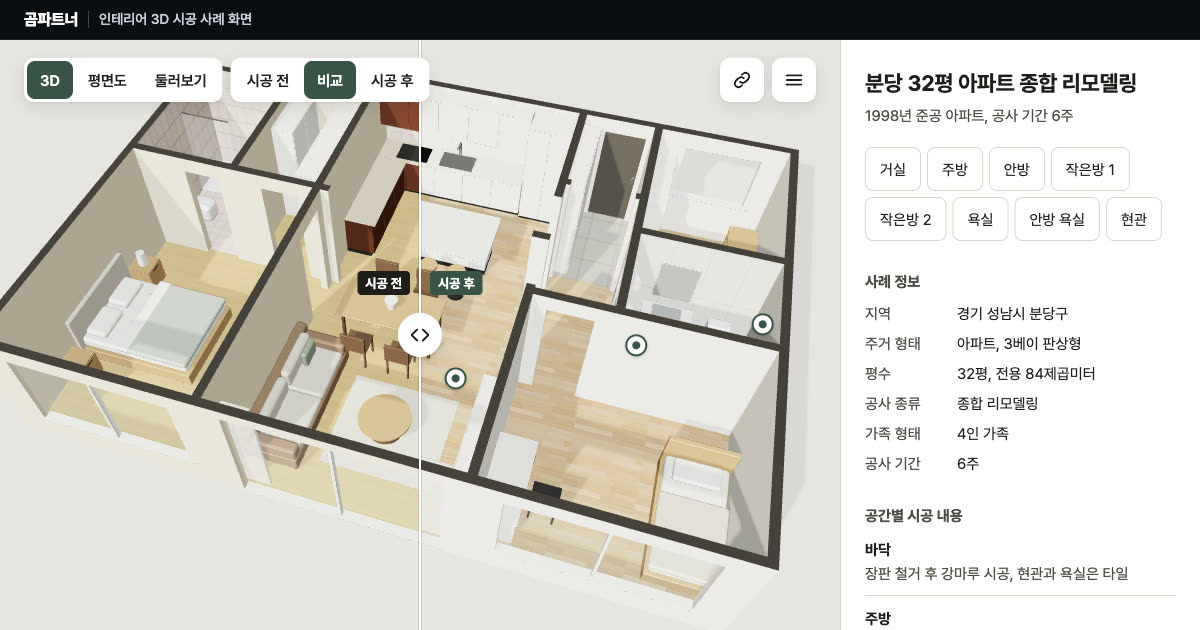 곰파트너
인테리어 3D 시공 사례 화면
3D
평면도
둘러보기
시공 전
비교
시공 후
시공 전
시공 후
분당 32평 아파트 종합 리모델링
1998년 준공 아파트, 공사 기간 6주
거실
주방
안방
작은방 1
작은방 2
욕실
안방 욕실
현관
사례 정보
지역 경기 성남시 분당구
주거 형태 아파트, 3베이 판상형
평수 32평, 전용 84제곱미터
공사 종류 종합 리모델링
가족 형태 4인 가족
공사 기간 6주
공간별 시공 내용
바닥
장판 철거 후 강마루 시공, 현관과 욕실은 타일
주방